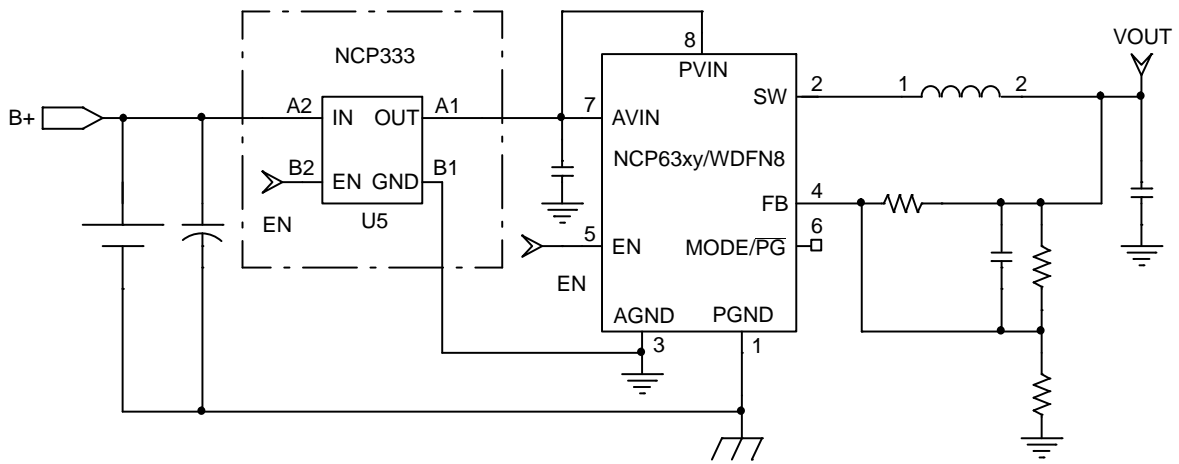 VOUT
8
NCP333
PVIN
2
1
2
SW
A2
A1
7
B+
IN
OUT
AVIN
B2
B1
NCP63xy/WDFN8
EN
GND
4
FB
U5
EN
5
6
EN
MODE/PG
EN
AGND
PGND
3
1